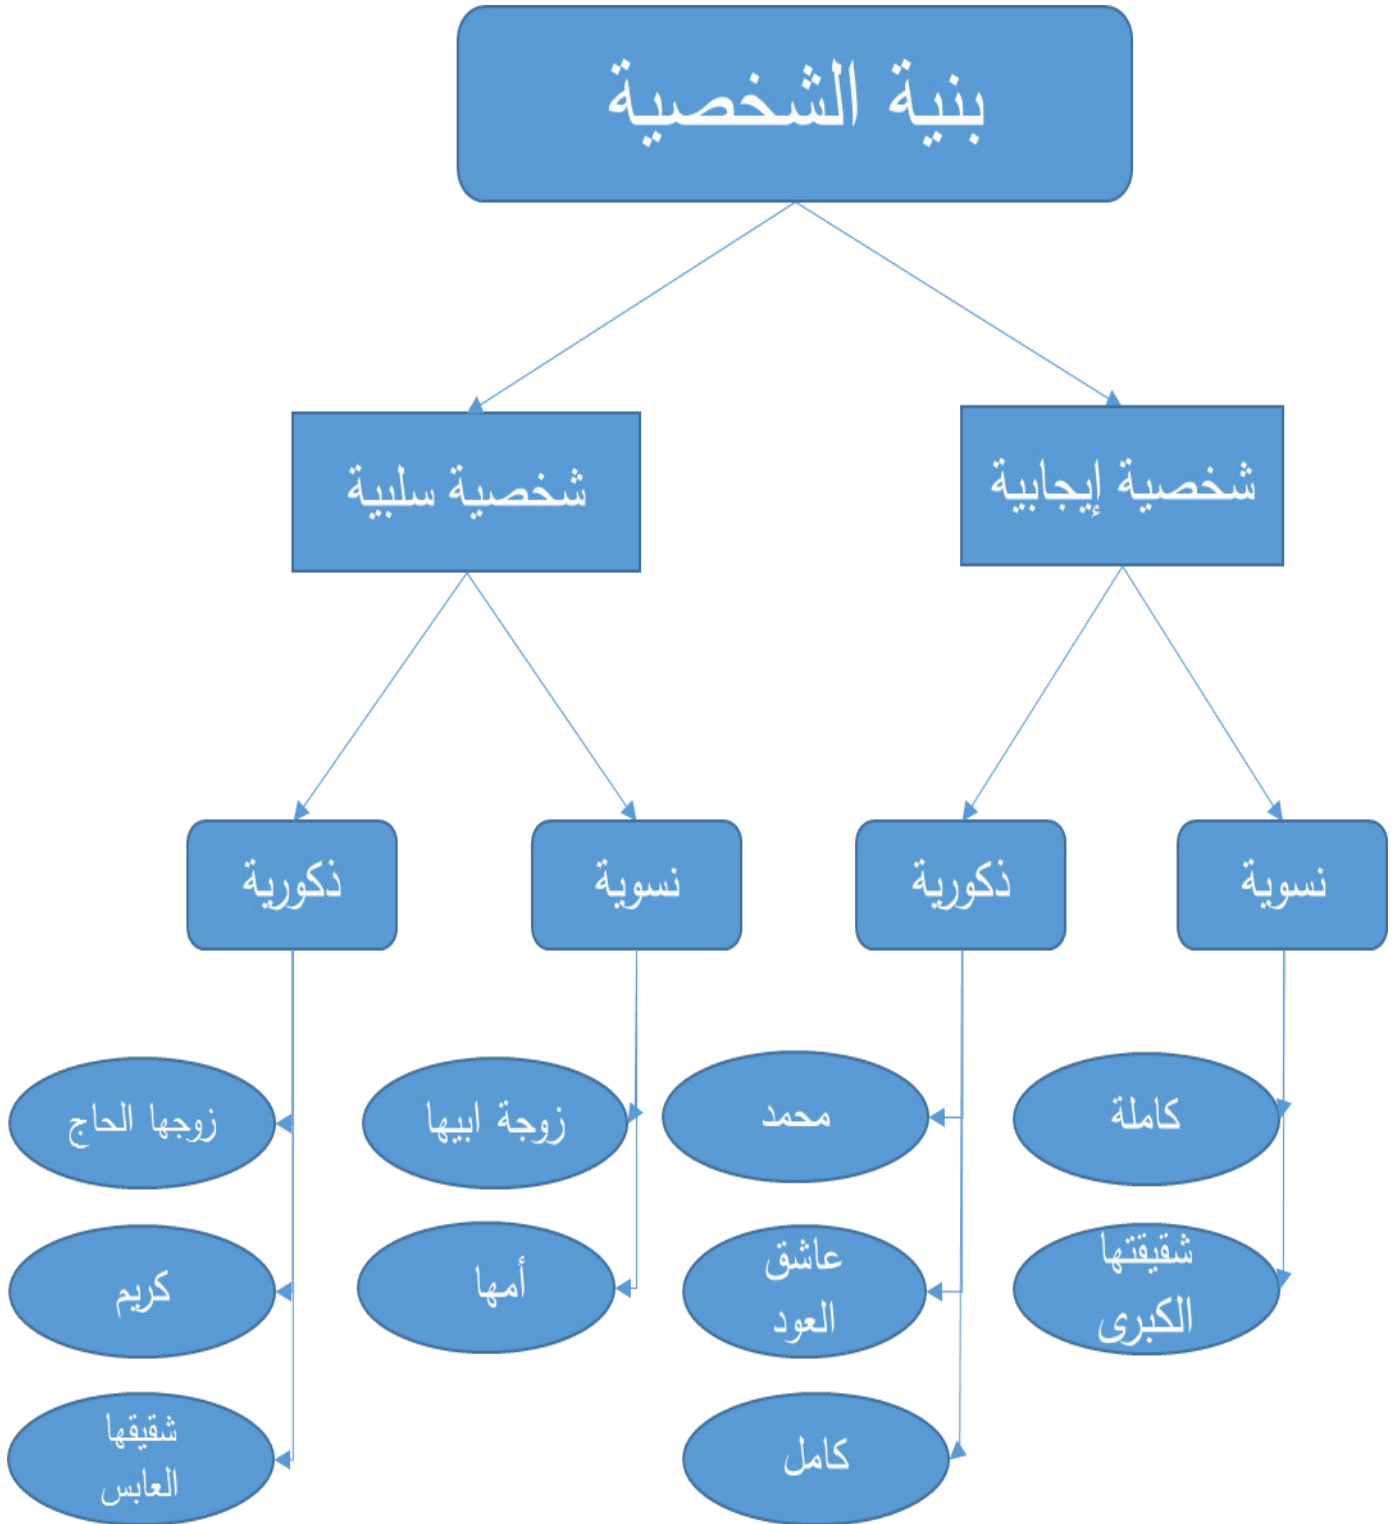 بنية الشخصية
شخصية إيجابية
شخصية سلبية
نسوية
ذكورية
نسوية
ذكورية
كاملة
محمد
زوجة ابيها
زوجها الحاج
شقيقتها
الكبرى
عاشق
العود
أمها
كريم
كامل
شقيقها
العابس